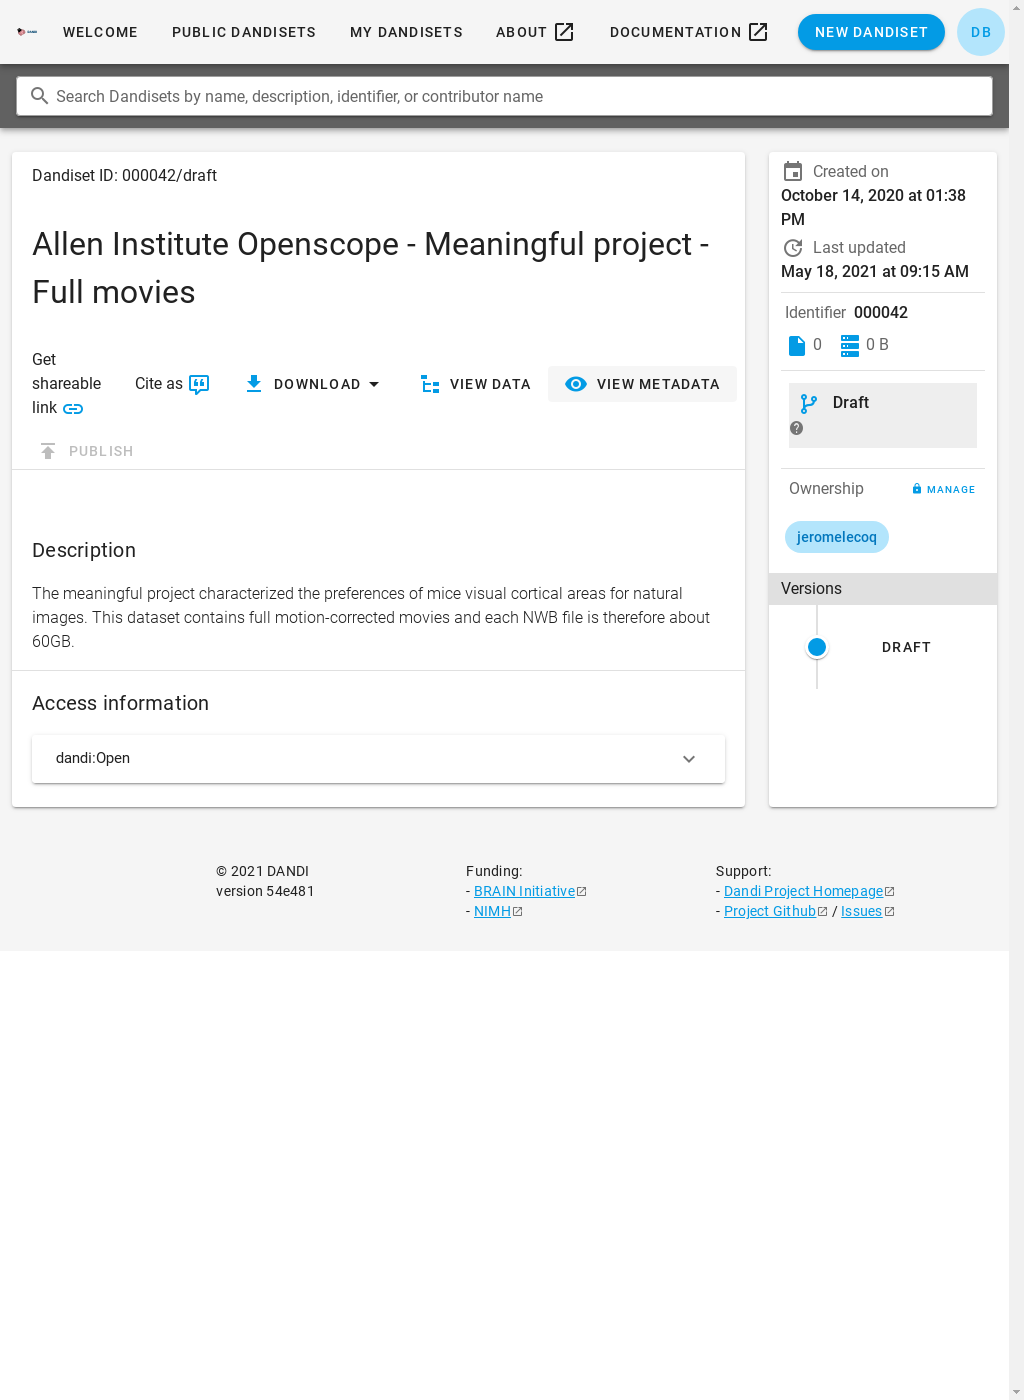 WELCOME PUBLIC DANDISETS MY DANDISETS ABOUT DOCUMENTATION NEW DANDISET DB
Search Dandisets by name, description, identifier, or contributor name
Dandiset ID: 000042/draft
Allen Institute Openscope - Meaningful project -
Full movies
Get
shareable
link
Cite as
DOWNLOAD
VIEW DATA
VIEW METADATA
PUBLISH
Description
The meaningful project characterized the preferences of mice visual cortical areas for natural
images. This dataset contains full motion-corrected movies and each NWB file is therefore about
60GB.
Access information
dandi:Open
Created on
October 14, 2020 at 01:38
PM
Last updated
May 18, 2021 at 09:15 AM
Identifier 000042
0 0 B
Draft
Ownership MANAGE
jeromelecoq
Versions
DRAFT
© 2021 DANDI
version 54e481
Funding:
- BRAIN Initiative
- NIMH
Support:
- Dandi Project Homepage
- Project Github / Issues